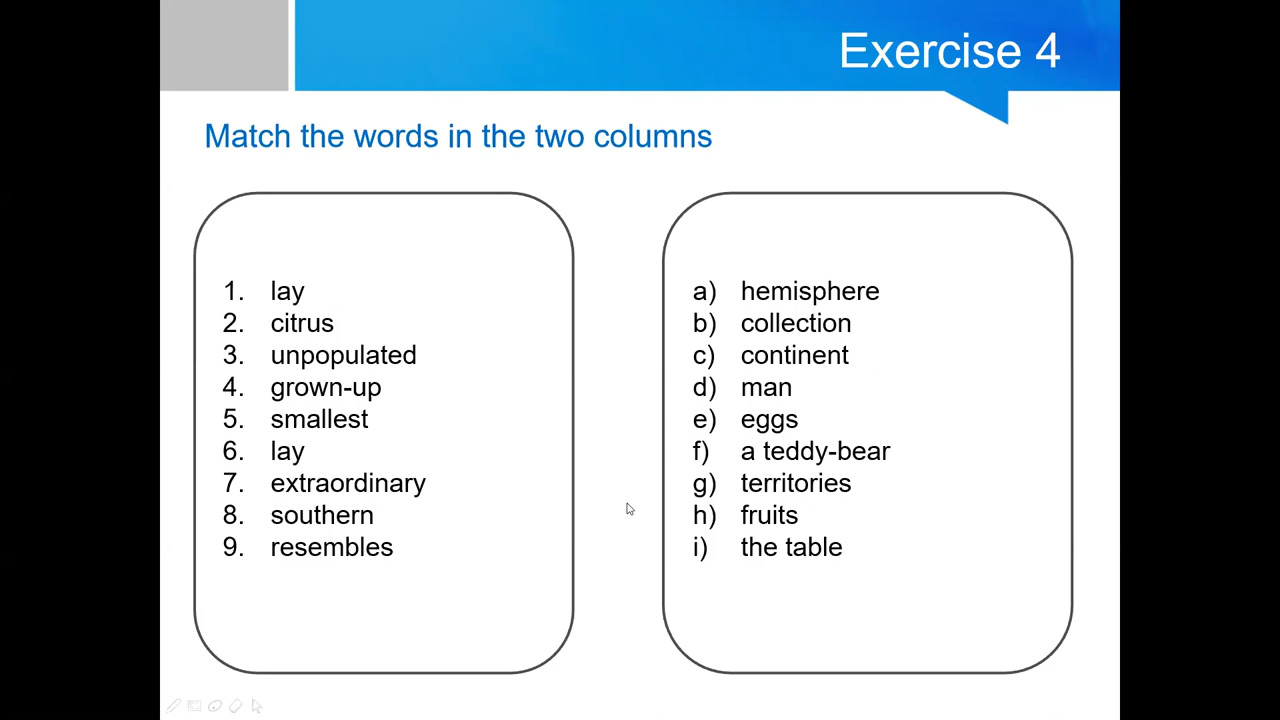 Exercise 4
Match the words in the two columns
1. lay
2. citrus
3. unpopulated
4. grown-up
5. smallest
6. lay
7. extraordinary
8. southern
9. resembles
a) hemisphere
b) collection
c) continent
d) man
e) eggs
f) a teddy-bear
g) territories
h) fruits
i) the table